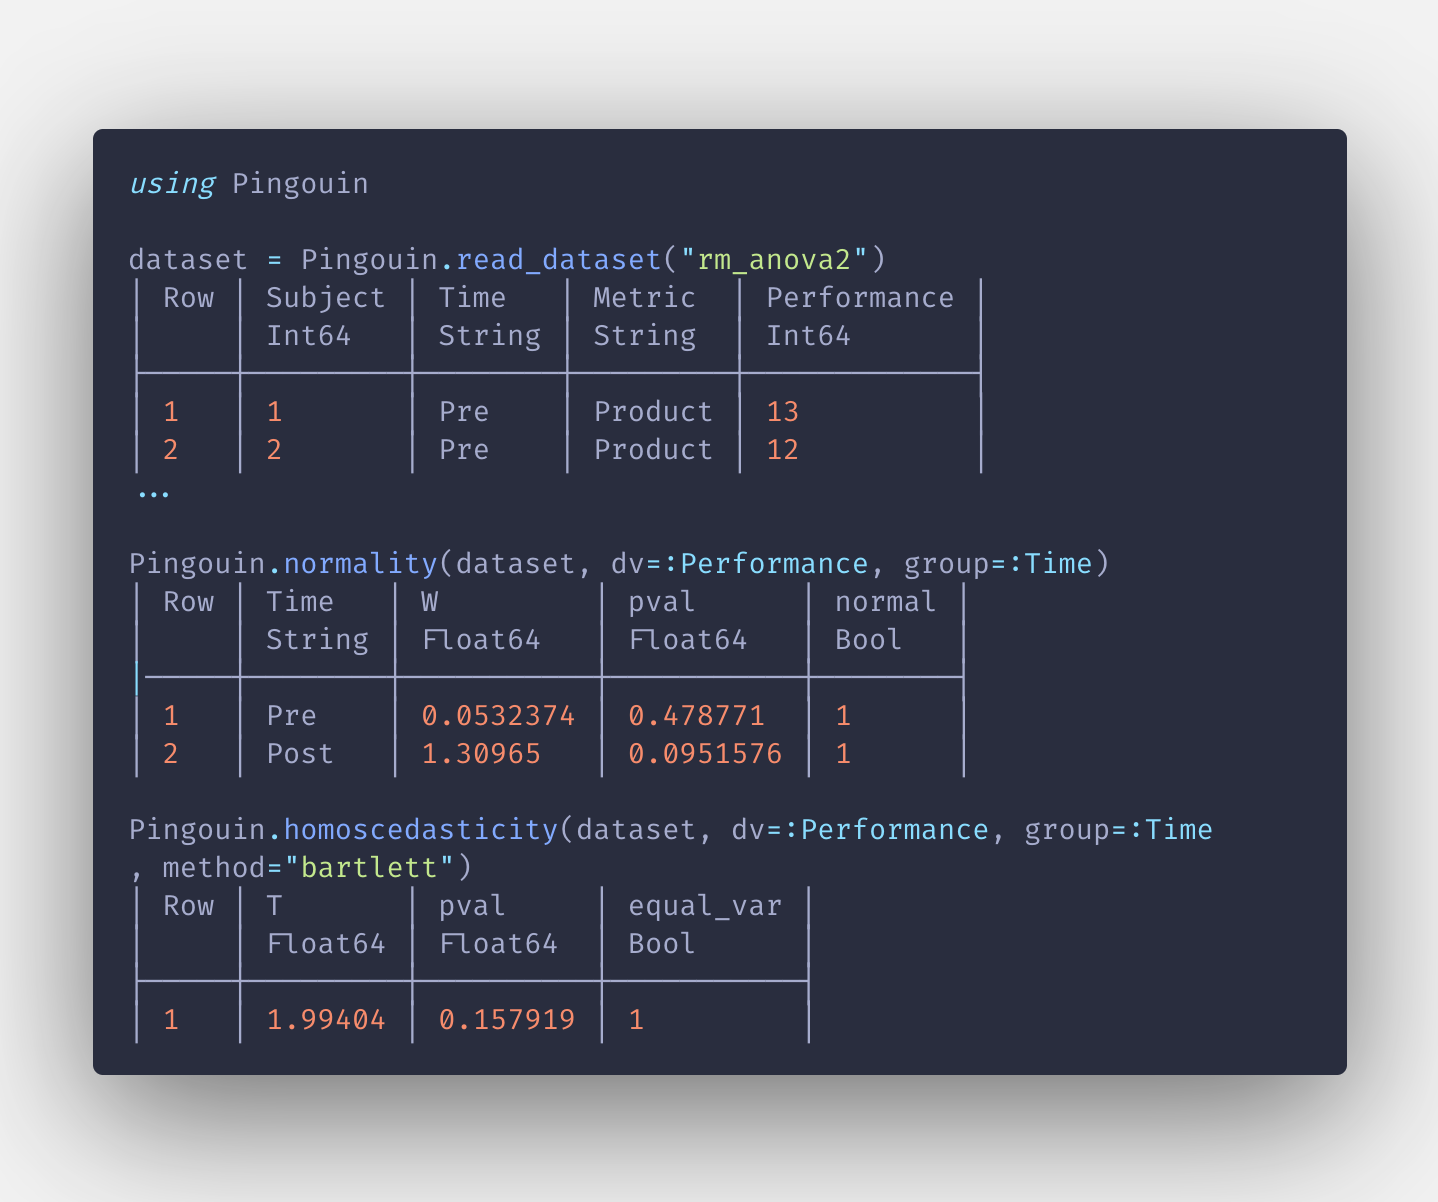 using Pingouin
dataset = Pingouin.read_dataset("rm_anova2")
│ Row │ Subject │ Time │ Metric │ Performance │
│ │ Int64 │ String │ String │ Int64 │
├─────┼─────────┼────────┼─────────┼─────────────┤
│ 1 │ 1 │ Pre │ Product │ 13 │
│ 2 │ 2 │ Pre │ Product │ 12 │
...
Pingouin.normality(dataset, dv=:Performance, group=:Time)
│ Row │ Time │ W │ pval │ normal │
│ │ String │ Float64 │ Float64 │ Bool │
│─────┼────────┼───────────┼───────────┼────────┤
│ 1 │ Pre │ 0.0532374 │ 0.478771 │ 1 │
│ 2 │ Post │ 1.30965 │ 0.0951576 │ 1 │
Pingouin.homoscedasticity(dataset, dv=:Performance, group=:Time
, method="bartlett")
│ Row │ T │ pval │ equal_var │
│ │ Float64 │ Float64 │ Bool │
├─────┼─────────┼──────────┼───────────┤
│ 1 │ 1.99404 │ 0.157919 │ 1 │